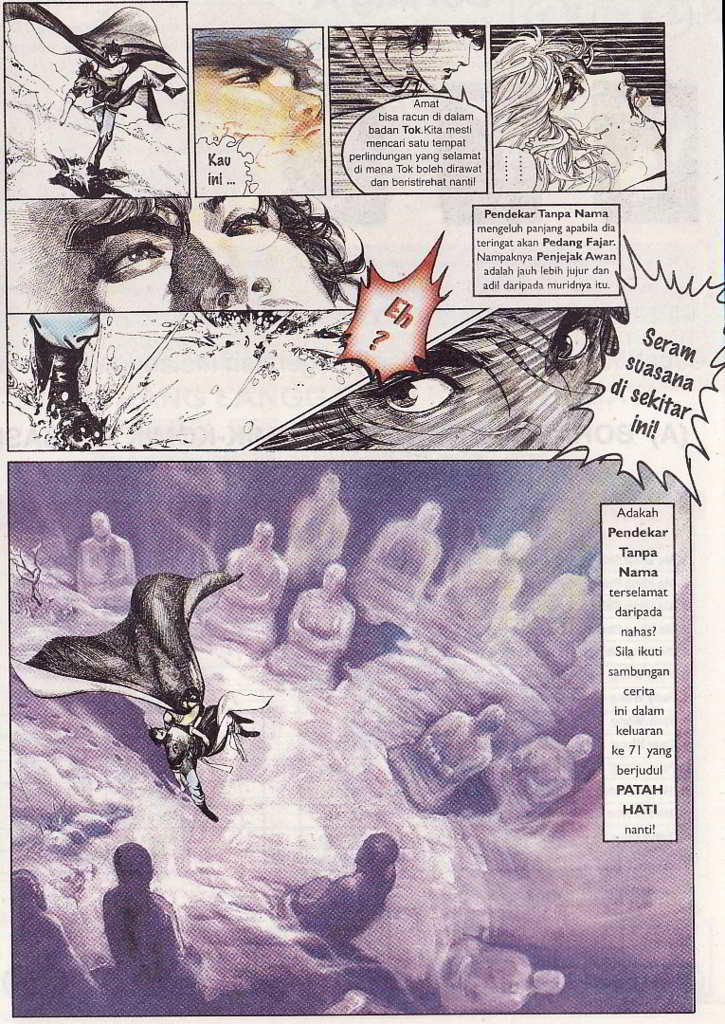 Kau
ini ...
Amat
bisa racun di dalam
badan Tok.Kita mesti
mencari satu tempat
perlindungan yang selamat
di mana Tok boleh dirawat
dan beristirehat nanti!
......
Pendekar Tanpa Nama
mengeluh panjang apabila dia
teringat akan Pedang Fajar.
Nampaknya Penjejak Awan
adalah jauh lebih jujur dan
adil daripada muridnya itu.
Eh
?
Seram
suasana
di sekitar
ini!
Adakah
Pendekar
Tanpa
Nama
terselamat
daripada
nahas?
Sila ikuti
sambungan
cerita
ini dalam
keluaran
ke 71 yang
berjudul
PATAH
HATI
nanti!